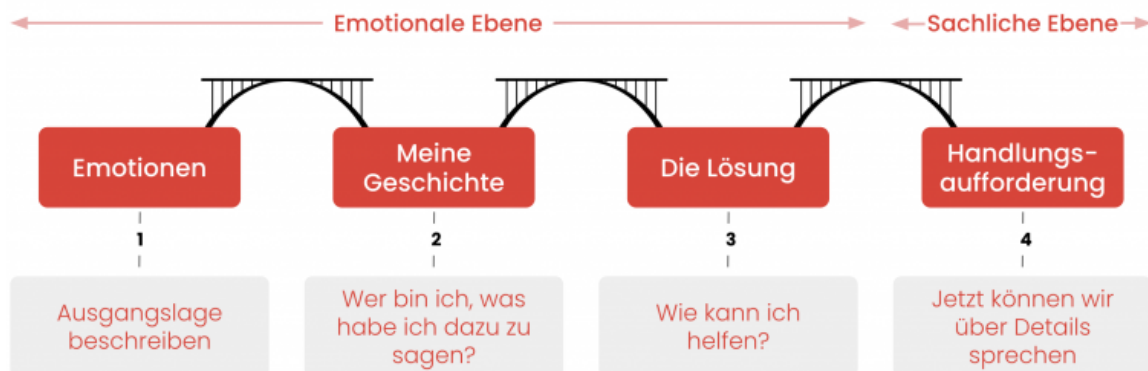 Emotionale Ebene
Sachliche Ebene
Emotionen
Meine
Geschichte
Die Lösung
Handlungs-
aufforderung
1
2
3
4
Ausgangslage
beschreiben
Wer bin ich, was
habe ich dazu zu
sagen?
Wie kann ich
helfen?
Jetzt können wir
über Details
sprechen